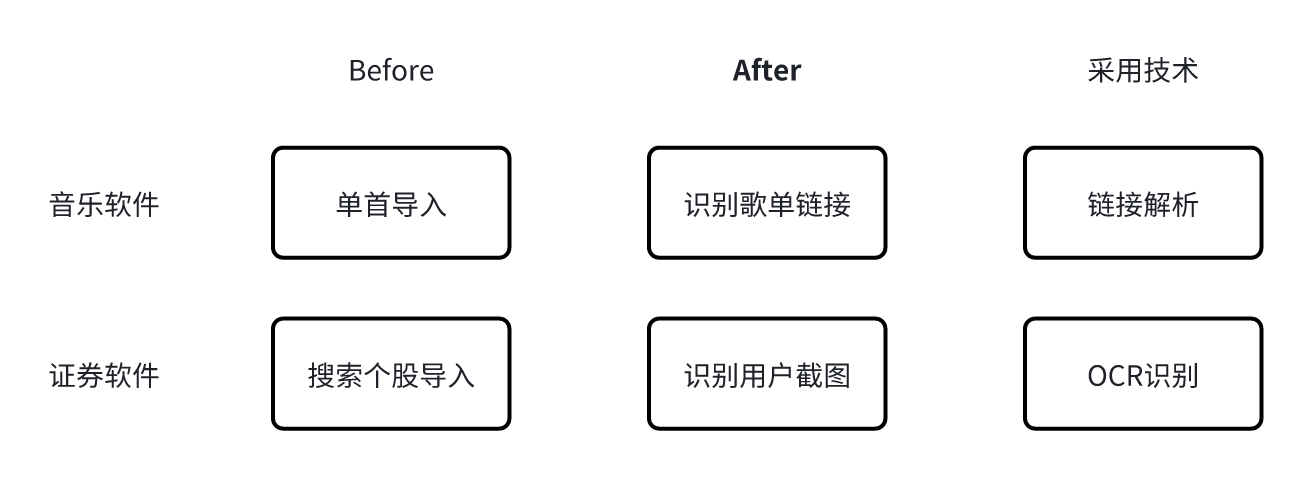 Before
After
采用技术
音乐软件
单首导入
识别歌单链接
链接解析
证券软件
搜索个股导入
识别用户截图
OCR识别